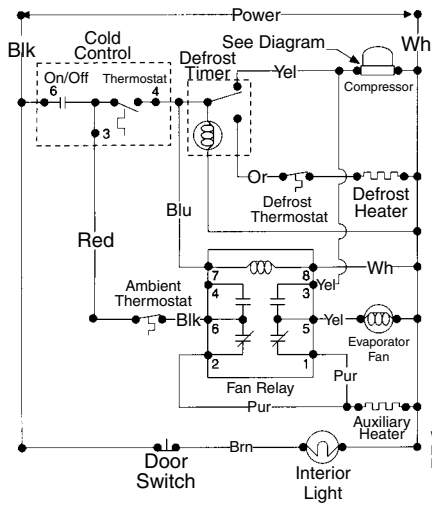 Power
Blk
Wh
Cold
Control
See Diagram
Defrost
Timer
Yel
On/Off
Thermostat
6
4
Compressor
3
Or
Defrost
Thermostat
Defrost
Heater
Blu
Red
Ambient
Thermostat
7
8
Wh
4
3
Yel
Blk
6
5
Yel
Evaporator
Fan
2
1
Pur
Fan Relay
Pur
Auxiliary
Heater
Brn
Door
Switch
Interior
Light